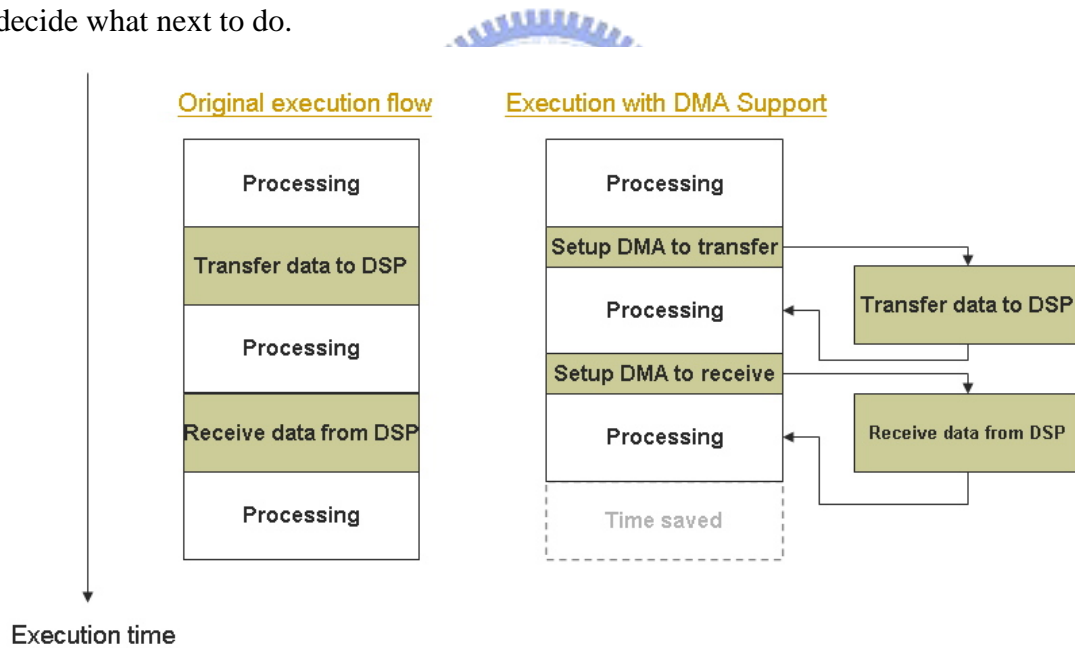 decide what next to do.
Original execution flow
Execution with DMA Support
Processing
Transfer data to DSP
Processing
Receive data from DSP
Processing
Processing
Setup DMA to transfer
Processing
Setup DMA to receive
Processing
Time saved
Transfer data to DSP
Receive data from DSP
Execution time